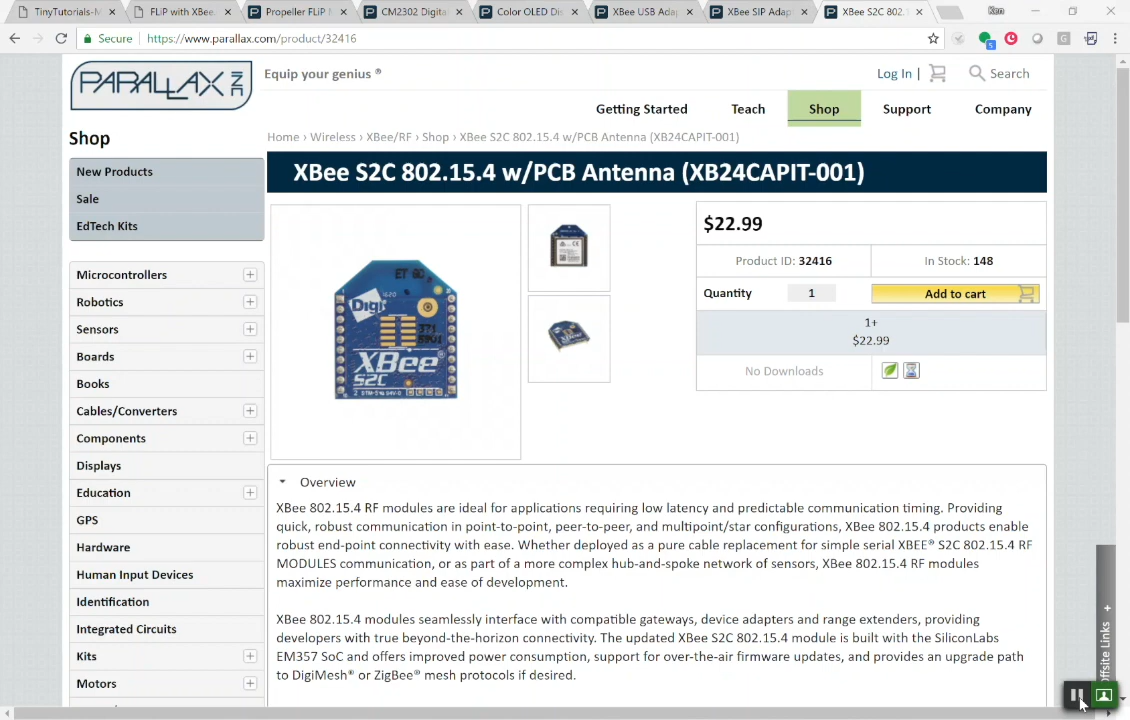 TinyTutorials-M
FLiP with XBee
Propeller FLiP M
CM2302 Digita
Color OLED Dis
XBee USB Adap
XBee SIP Adap
XBee S2C 802.
Ken
Secure
https://www.parallax.com/product/32416
5
PARALLAX INC
Equip your genius ®
Log In |
Search
Getting Started
Teach
Shop
Support
Company
Shop
Home › Wireless › XBee/RF › Shop › XBee S2C 802.15.4 w/PCB Antenna (XB24CAPIT-001)
New Products
Sale
EdTech Kits
XBee S2C 802.15.4 w/PCB Antenna (XB24CAPIT-001)
Microcontrollers
Robotics
Sensors
Boards
Books
Cables/Converters
Components
Displays
Education
GPS
Hardware
Human Input Devices
Identification
Integrated Circuits
Kits
Motors
Digi
XBee®
S2C
$22.99
Product ID: 32416
In Stock: 148
Quantity
1
Add to cart
1+
$22.99
No Downloads
Overview
XBee 802.15.4 RF modules are ideal for applications requiring low latency and predictable communication timing. Providing
quick, robust communication in point-to-point, peer-to-peer, and multipoint/star configurations, XBee 802.15.4 products enable
robust end-point connectivity with ease. Whether deployed as a pure cable replacement for simple serial XBEE® S2C 802.15.4 RF
MODULES communication, or as part of a more complex hub-and-spoke network of sensors, XBee 802.15.4 RF modules
maximize performance and ease of development.
XBee 802.15.4 modules seamlessly interface with compatible gateways, device adapters and range extenders, providing
developers with true beyond-the-horizon connectivity. The updated XBee S2C 802.15.4 module is built with the SiliconLabs
EM357 SoC and offers improved power consumption, support for over-the-air firmware updates, and provides an upgrade path
to DigiMesh® or ZigBee® mesh protocols if desired.
Offsite Links +